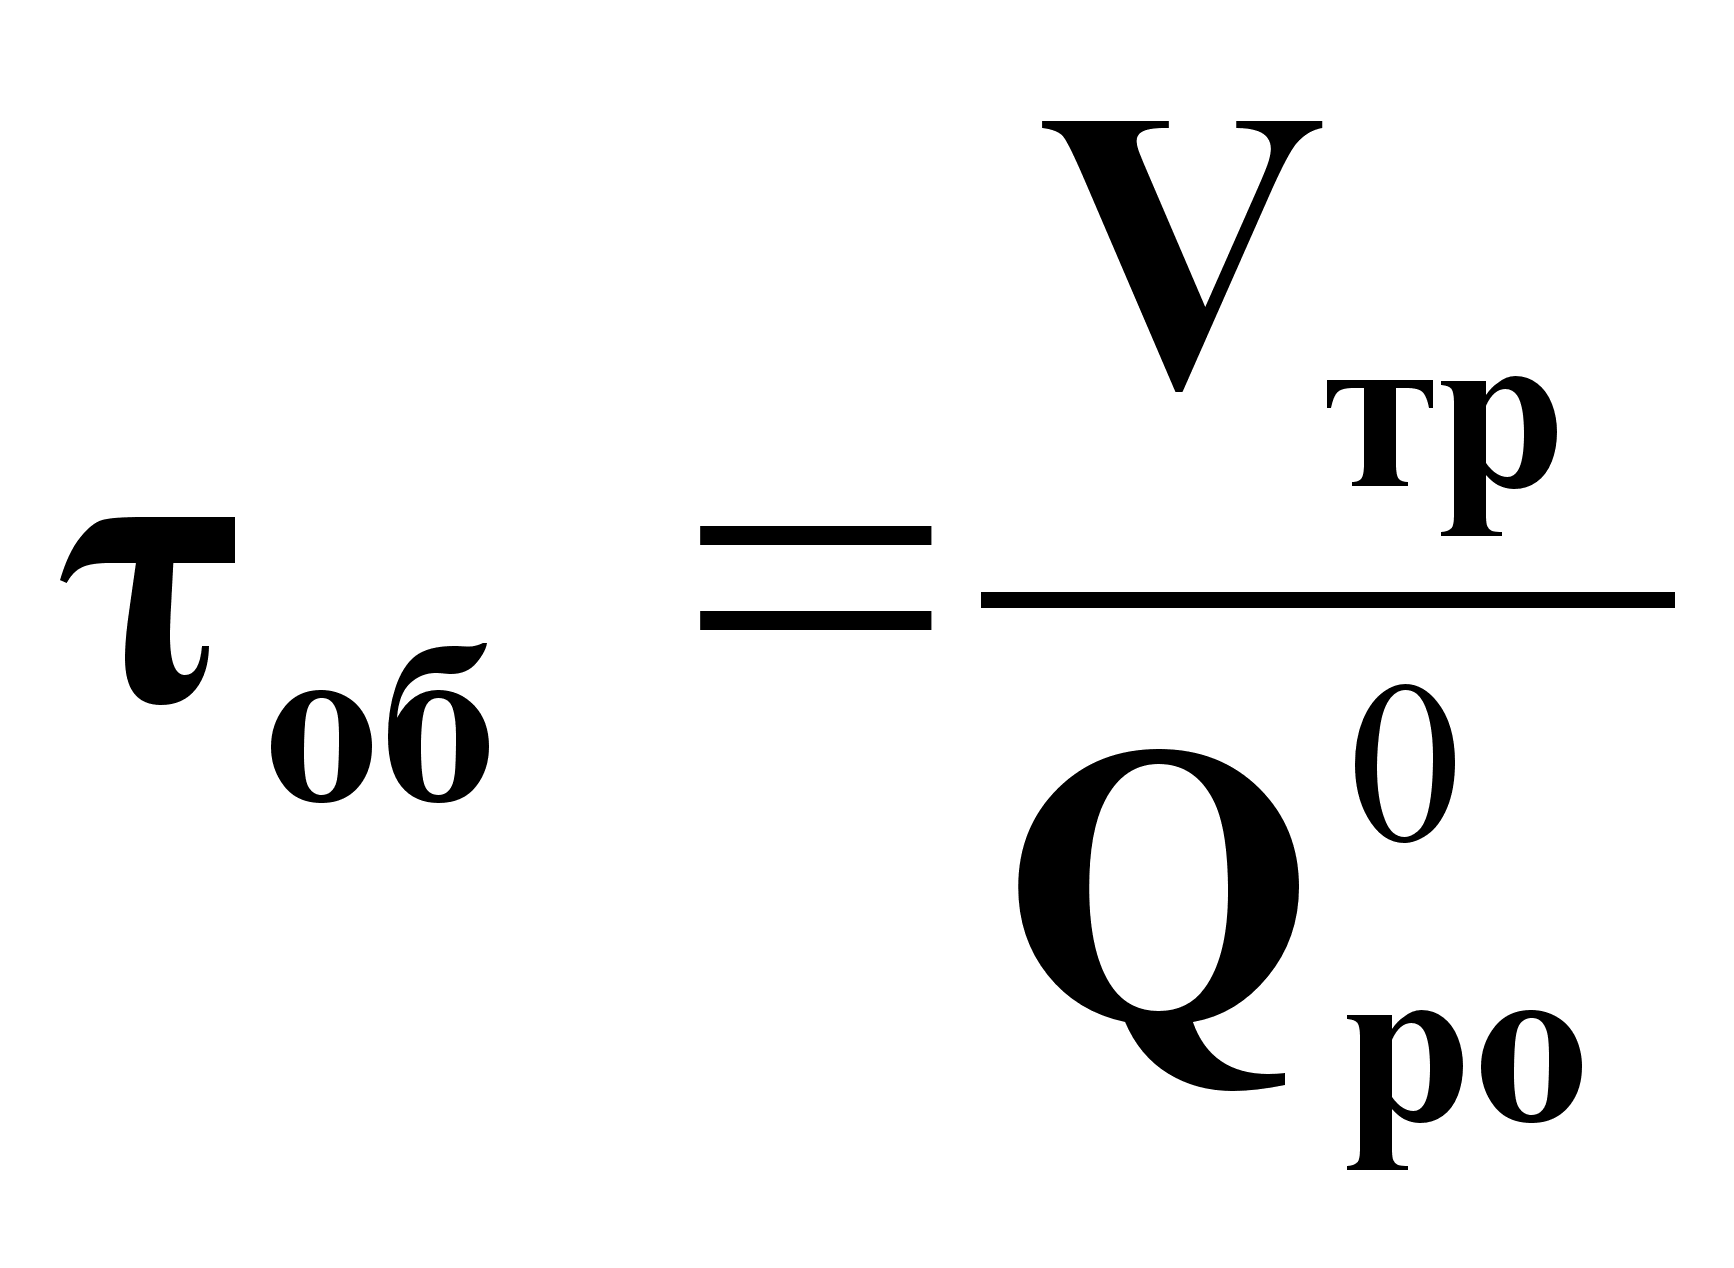 τоб = Vтр / Q⁰ро